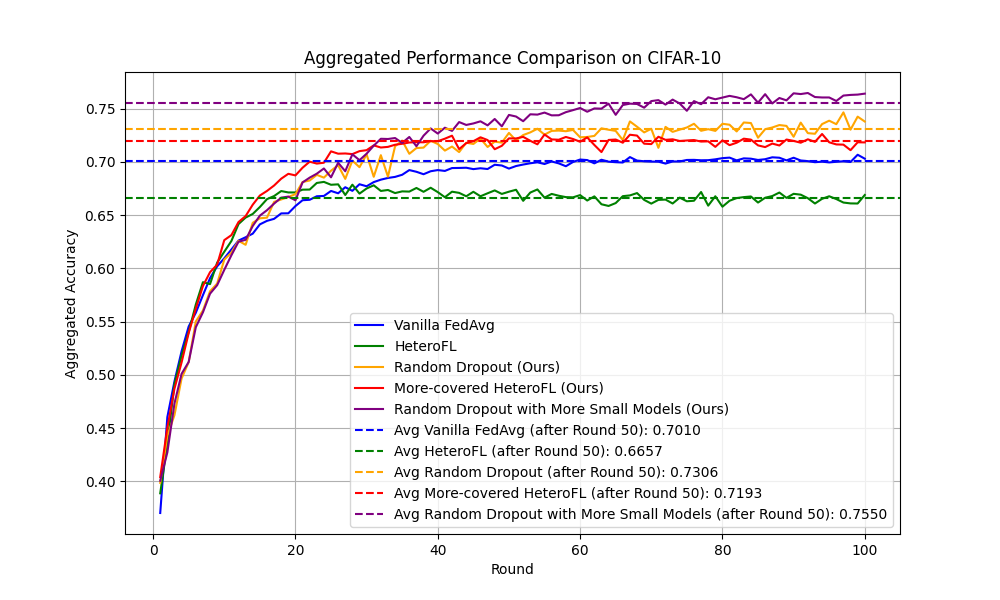 Aggregated Performance Comparison on CIFAR-10
Aggregated Accuracy
0.75
0.70
0.65
0.60
0.55
0.50
0.45
0.40
Vanilla FedAvg
HeteroFL
Random Dropout (Ours)
More-covered HeteroFL (Ours)
Random Dropout with More Small Models (Ours)
Avg Vanilla FedAvg (after Round 50): 0.7010
Avg HeteroFL (after Round 50): 0.6657
Avg Random Dropout (after Round 50): 0.7306
Avg More-covered HeteroFL (after Round 50): 0.7193
Avg Random Dropout with More Small Models (after Round 50): 0.7550
0 20 40 60 80 100
Round